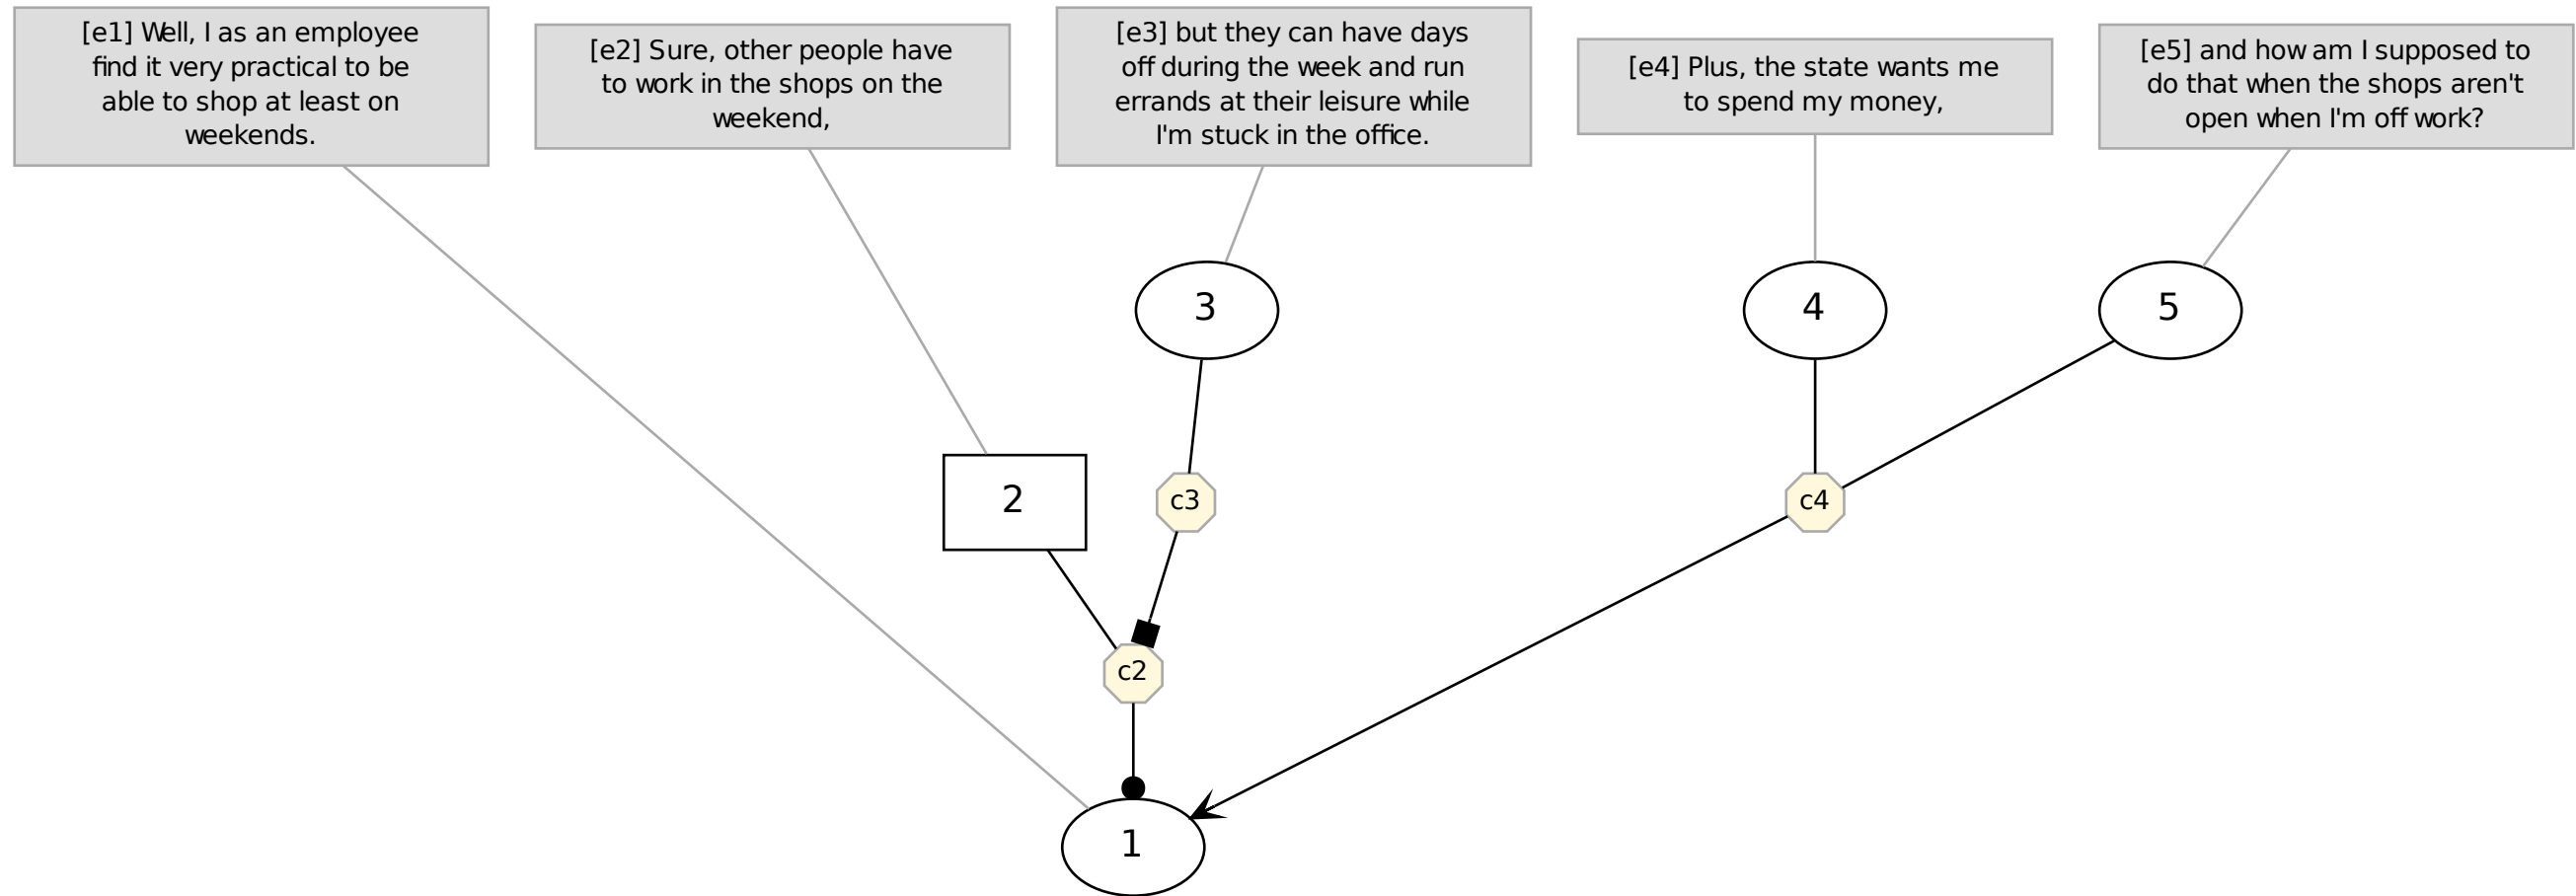 [e1] Well, I as an employee
find it very practical to be
able to shop at least on
weekends.
[e2] Sure, other people have
to work in the shops on the
weekend,
[e3] but they can have days
off during the week and run
errands at their leisure while
I'm stuck in the office.
[e4] Plus, the state wants me
to spend my money,
[e5] and how am I supposed to
do that when the shops aren't
open when I'm off work?
3
4
5
2
c3
c4
c2
1